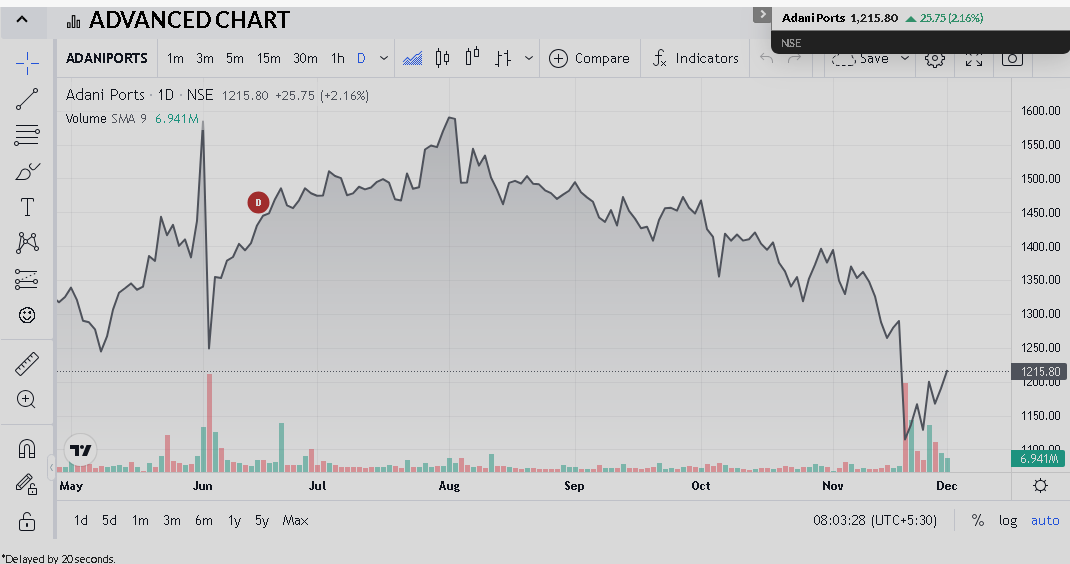 ADVANCED CHART
Adani Ports 1,215.80 ▲ 25.75 (2.16%)
NSE
ADANIPORTS 1m 3m 5m 15m 30m 1h D Compare Indicators Save
Adani Ports · 1D · NSE 1215.80 +25.75 (+2.16%)
Volume SMA 9 6.941M
D
T
1600.00
1550.00
1500.00
1450.00
1400.00
1350.00
1300.00
1250.00
1215.80
1200.00
1150.00
1100.00
6.941M
May Jun Jul Aug Sep Oct Nov Dec
1d 5d 1m 3m 6m 1y 5y Max 08:03:28 (UTC+5:30) % log auto
*Delayed by 20 seconds.